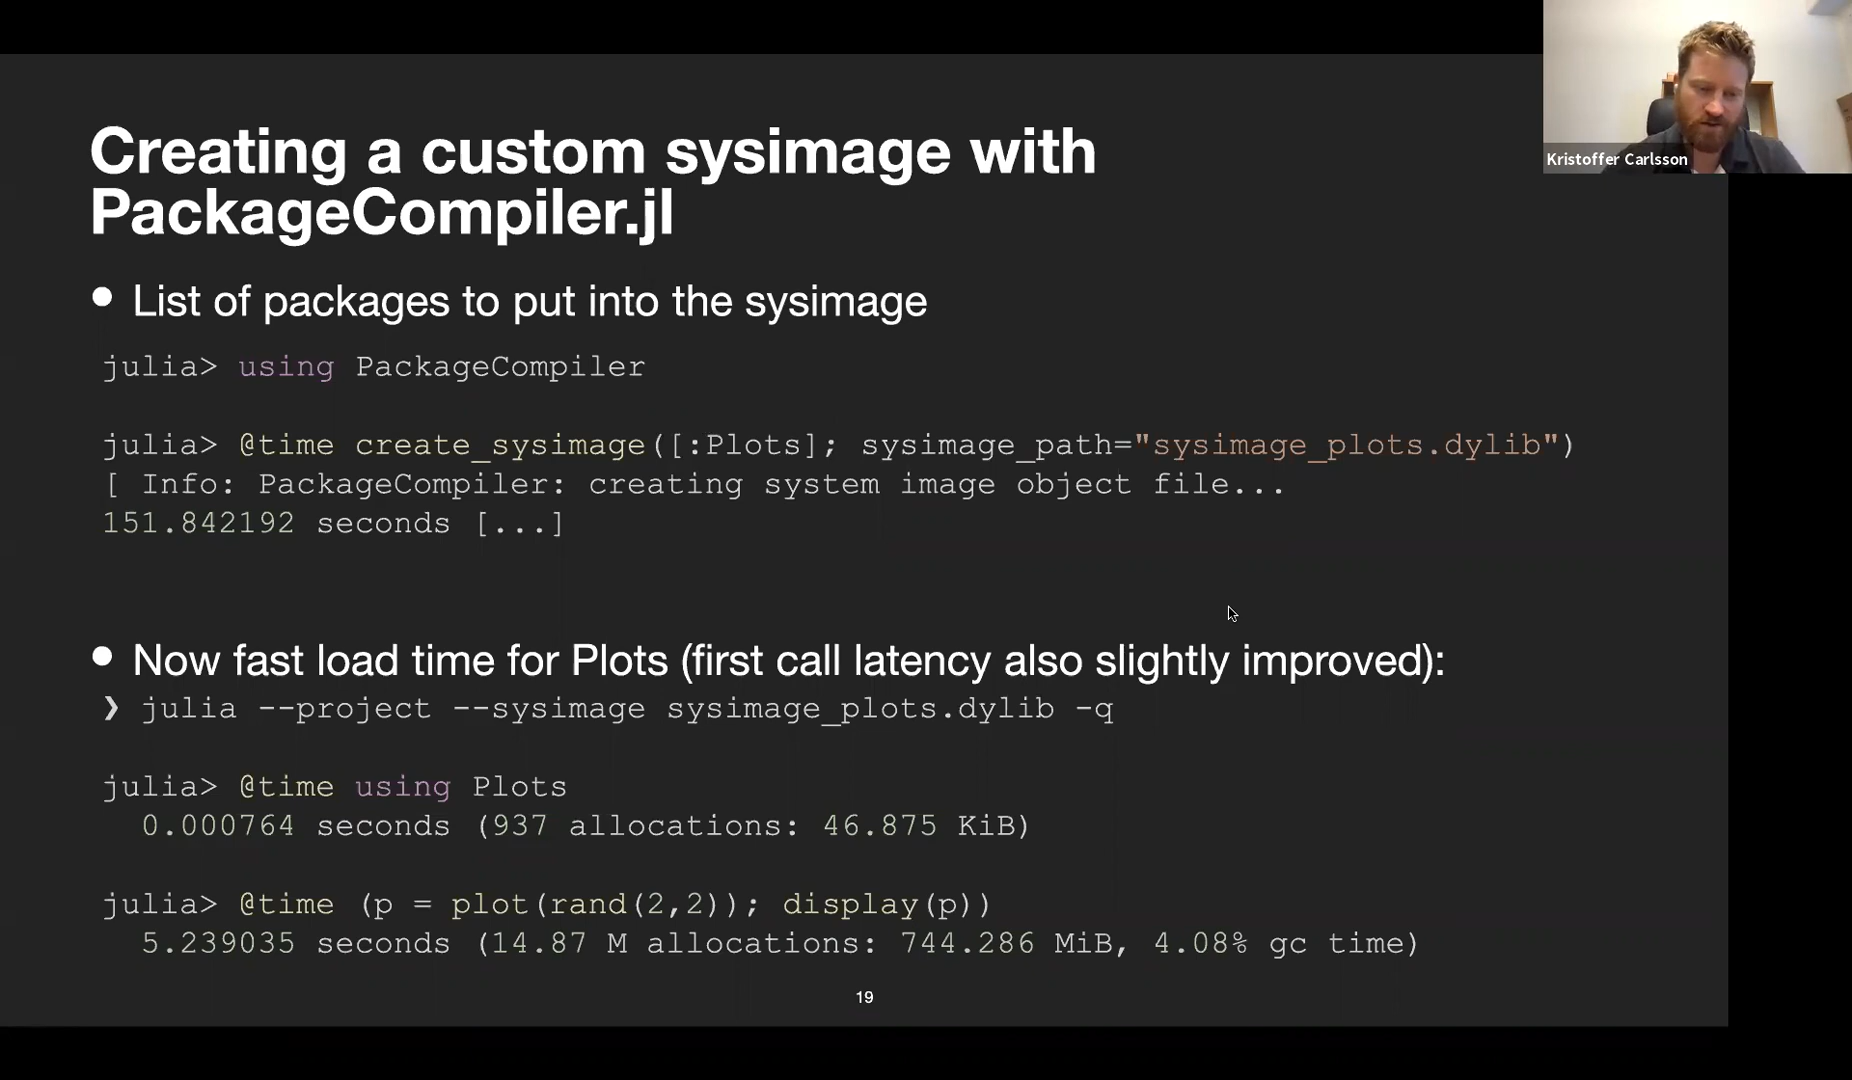 Creating a custom sysimage with
PackageCompiler.jl
Kristoffer Carlsson
● List of packages to put into the sysimage
julia> using PackageCompiler
julia> @time create_sysimage([:Plots]; sysimage_path="sysimage_plots.dylib")
[ Info: PackageCompiler: creating system image object file...
151.842192 seconds [...]
● Now fast load time for Plots (first call latency also slightly improved):
❯ julia --project --sysimage sysimage_plots.dylib -q
julia> @time using Plots
0.000764 seconds (937 allocations: 46.875 KiB)
julia> @time (p = plot(rand(2,2)); display(p))
5.239035 seconds (14.87 M allocations: 744.286 MiB, 4.08% gc time)
19